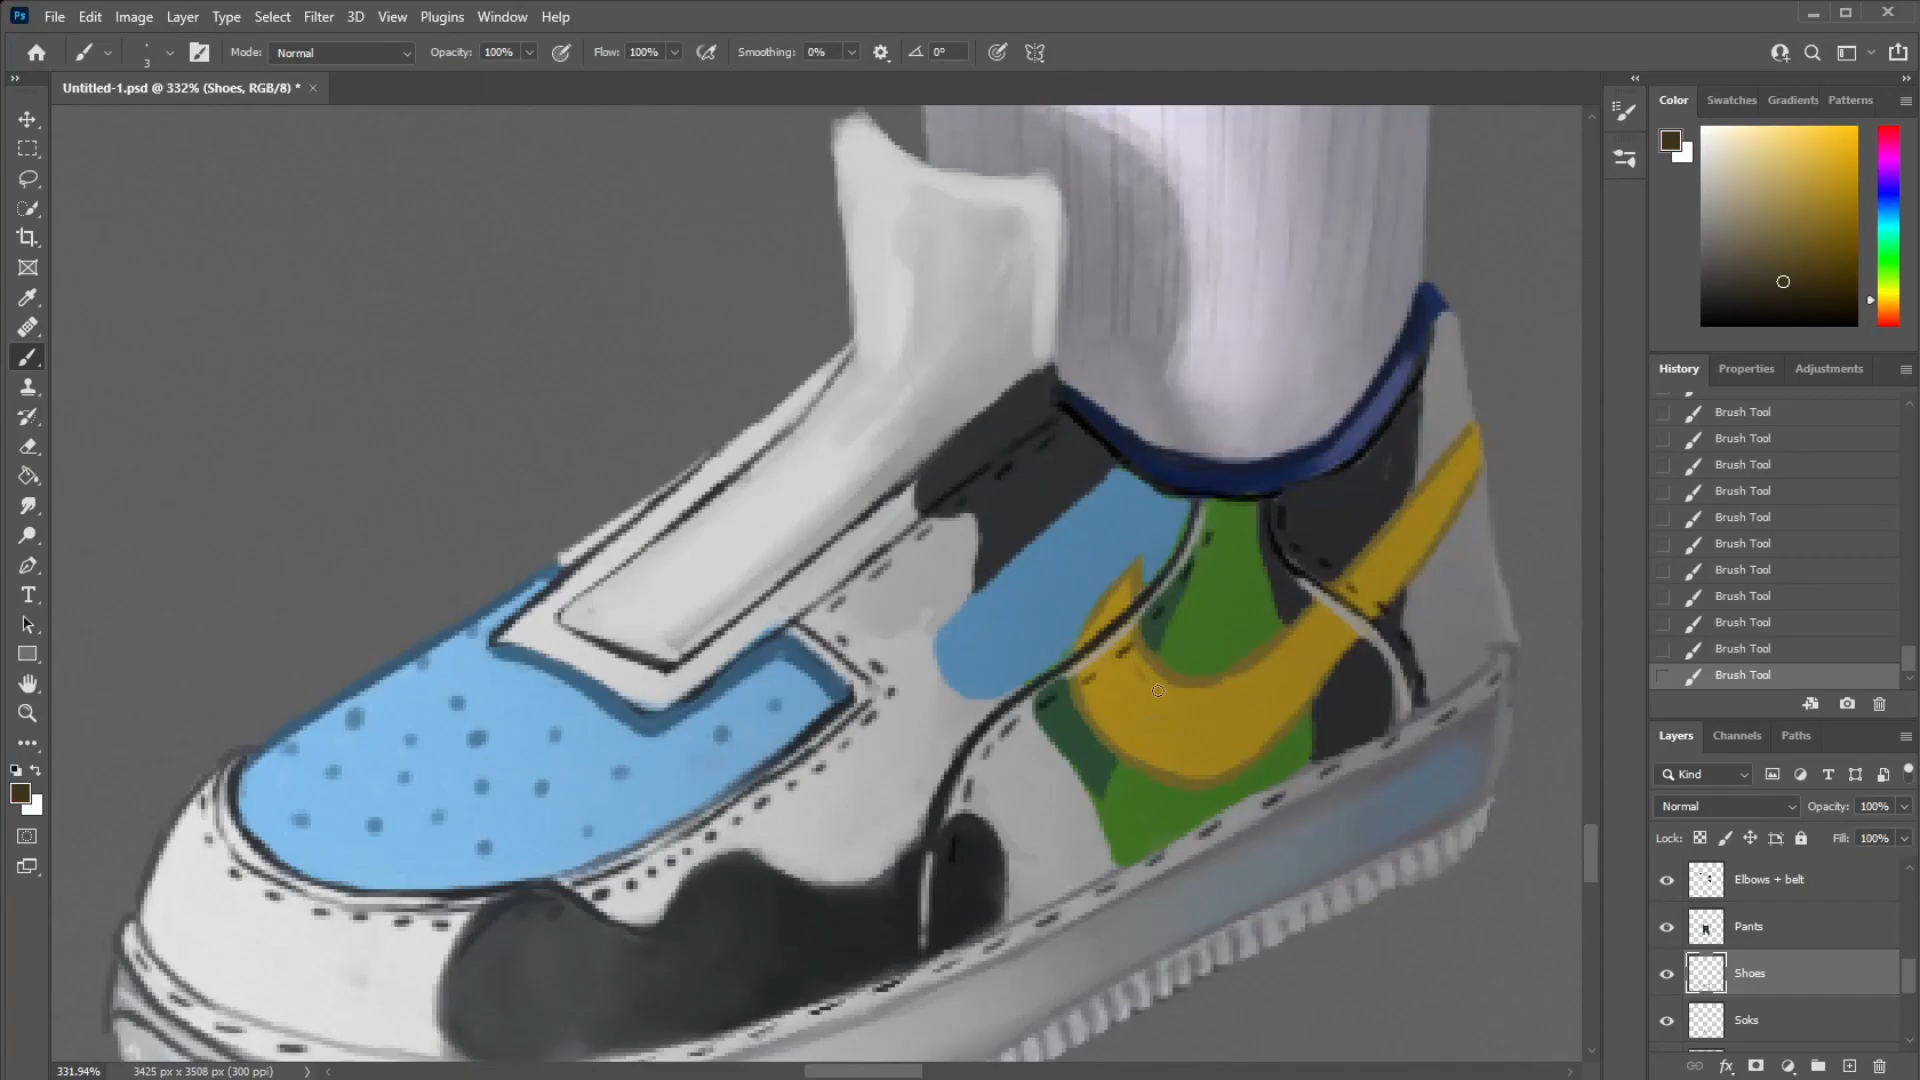 Ps File Edit Image Layer Type Select Filter 3D View Plugins Window Help
3 Mode: Normal Opacity: 100% Flow: 100% Smoothing: 0% 0°
Untitled-1.psd @ 332% (Shoes, RGB/8) * ×
Color Swatches Gradients Patterns
History Properties Adjustments
Brush Tool
Brush Tool
Brush Tool
Brush Tool
Brush Tool
Brush Tool
Brush Tool
Brush Tool
Brush Tool
Brush Tool
Brush Tool
Layers Channels Paths
Kind
Normal Opacity: 100%
Lock: Fill: 100%
Elbows + belt
Pants
Shoes
Soks
331.94% 3425 px x 3508 px (300 ppi)